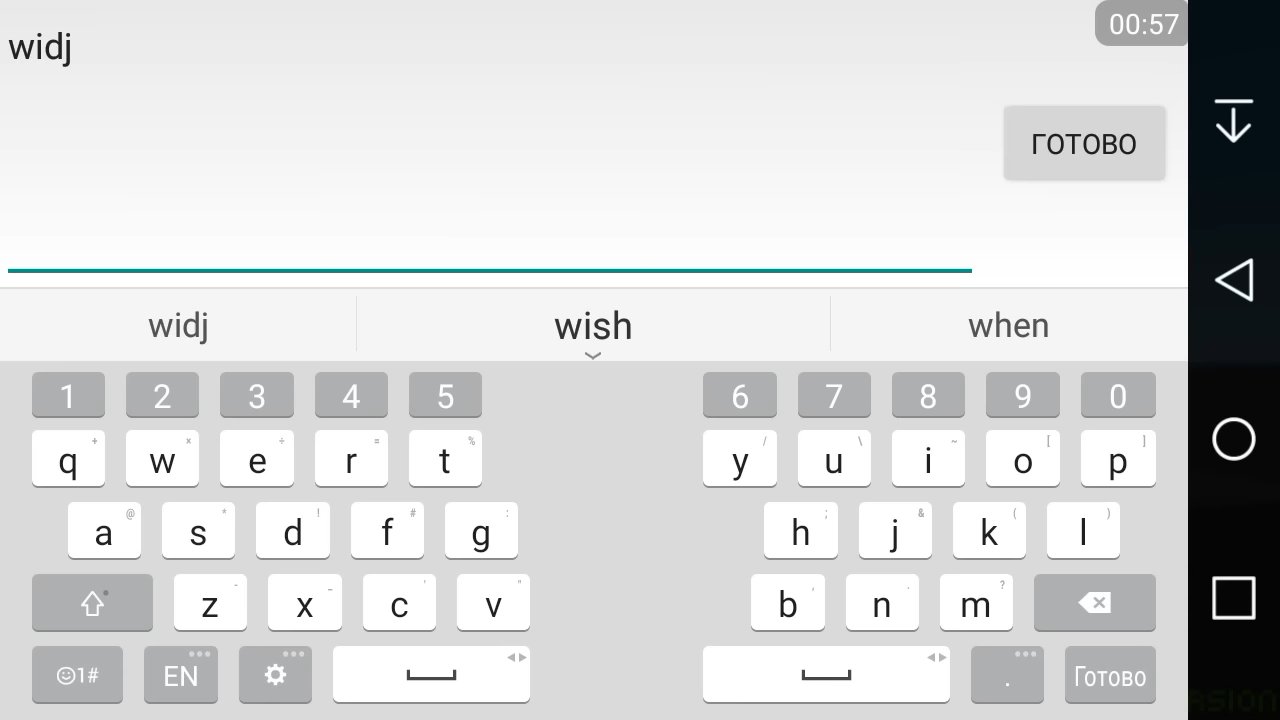 00:57
widj
ГОТОВО
widj wish when
1 2 3 4 5 6 7 8 9 0
q + w × e ÷ r = t % y / u \ i ~ o [ p ]
a @ s * d ! f # g : h ; j & k ( l )
z - x _ c ' v " b , n . m ?
1# EN . Готово